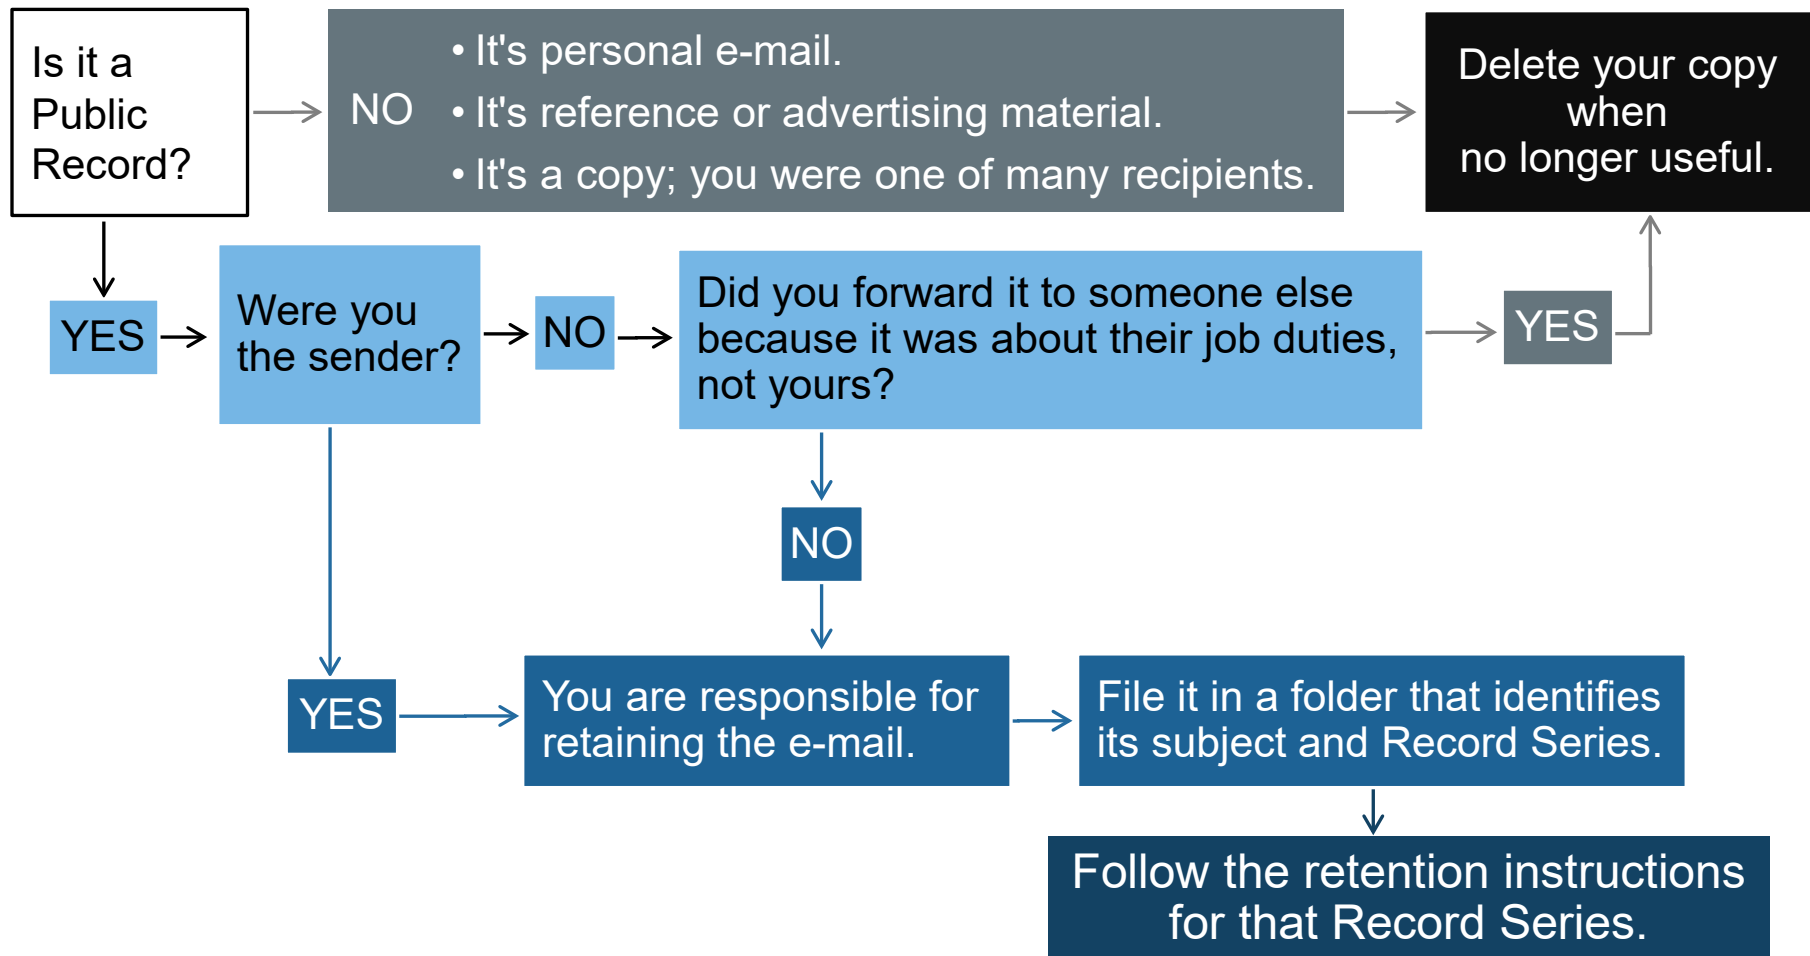 Is it a
Public
Record?
NO
• It's personal e-mail.
• It's reference or advertising material.
• It's a copy; you were one of many recipients.
Delete your copy
when
no longer useful.
YES
Were you
the sender?
NO
Did you forward it to someone else
because it was about their job duties,
not yours?
YES
NO
YES
You are responsible for
retaining the e-mail.
File it in a folder that identifies
its subject and Record Series.
Follow the retention instructions
for that Record Series.